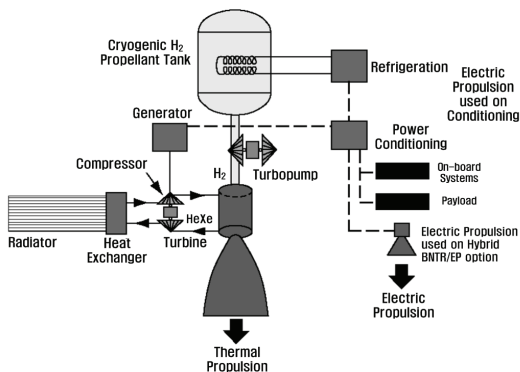 Cryogenic H2
Propellant Tank
Refrigeration
Electric
Propulsion
used on
Conditioning
Generator
Power
Conditioning
Compressor
H2
Turbopump
On-board
Systems
Payload
HeXe
Radiator
Heat
Exchanger
Turbine
Electric Propulsion
used on Hybrid
BNTR/EP option
Electric
Propulsion
Thermal
Propulsion